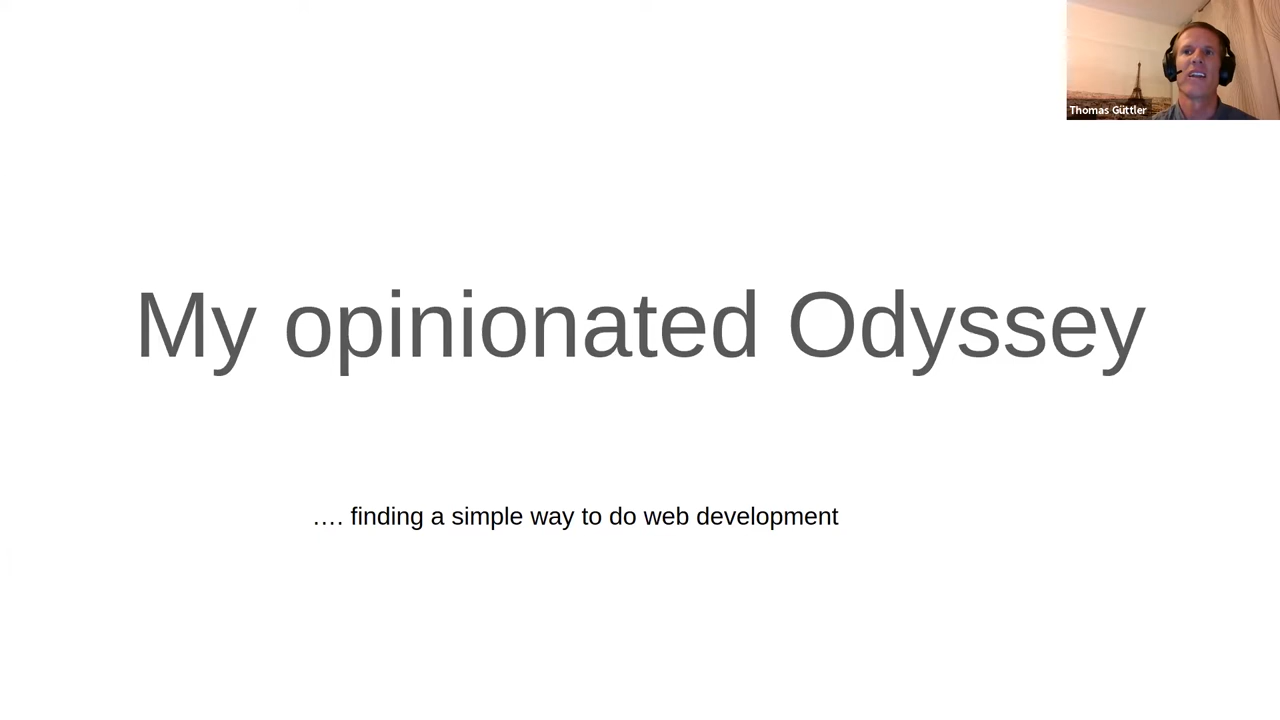 Thomas Güttler
My opinionated Odyssey
.... finding a simple way to do web development